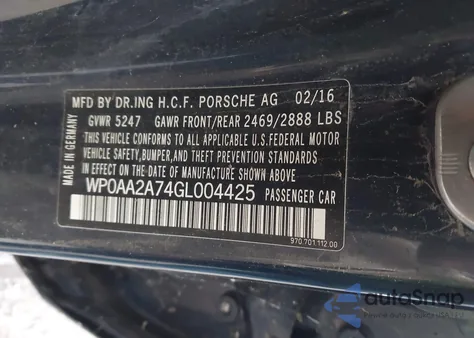 MFD BY DR.ING H.C.F. PORSCHE AG 02/16
GVWR 5247 GAWR FRONT/REAR 2469/2888 LBS
THIS VEHICLE CONFORMS TO ALL APPLICABLE U.S.FEDERAL MOTOR
VEHICLE SAFETY,BUMPER,AND THEFT PREVENTION STANDARDS
IN EFFECT ON THE DATE OF MANUFACTURE SHOWN ABOVE
WP0AA2A74GL004425 PASSENGER CAR
MADE IN GERMANY
970.701.112.00
autoSnap